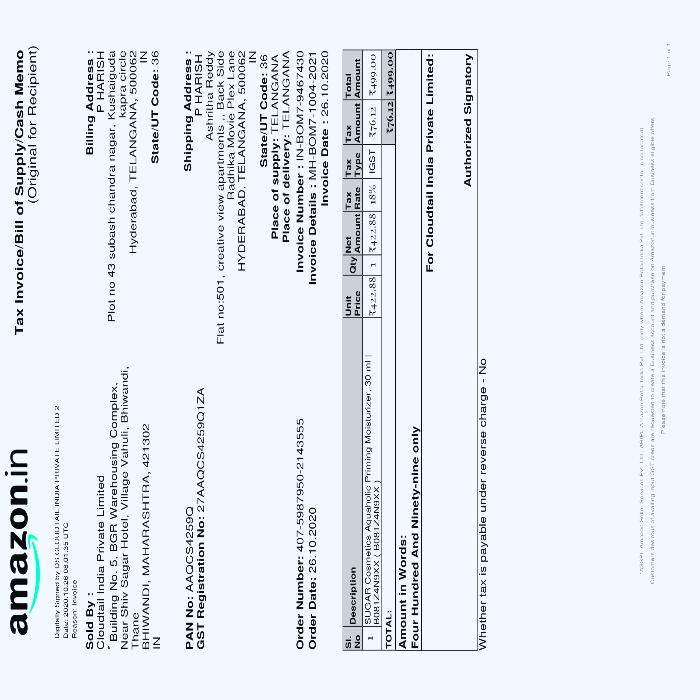 amazon.in
Tax Invoice/Bill of Supply/Cash Memo
(Original for Recipient)
Digitally Signed by DS CLOUDTAIL INDIA PRIVATE LIMITED 2
Date: 2020.10.26 08:01:35 UTC
Reason: Invoice
Sold By :
Cloudtail India Private Limited
* Building No. 5, BGR Warehousing Complex,
Near Shiv Sagar Hotel, Village Vahuli, Bhiwandi,
Thane
BHIWANDI, MAHARASHTRA, 421302
IN
Billing Address :
P HARISH
Plot no 43 subash chandra nagar, Kushaiguda
kapra circle
Hyderabad, TELANGANA, 500062
IN
State/UT Code: 36
PAN No: AAQCS4259Q
GST Registration No: 27AAQCS4259Q1ZA
Shipping Address :
P HARISH
Ashritha Reddy
Flat no:501, creative view apartments ,, Back Side
Radhika Movie Plex Lane
HYDERABAD, TELANGANA, 500062
IN
State/UT Code: 36
Place of supply: TELANGANA
Place of delivery: TELANGANA
Order Number: 407-5987950-2143555
Order Date: 26.10.2020
Invoice Number : IN-BOM7-9467430
Invoice Details : MH-BOM7-1004-2021
Invoice Date : 26.10.2020
Sl. No Description Unit Price Qty Net Amount Tax Rate Tax Type Tax Amount Total Amount
1 SUGAR Cosmetics Aquaholic Priming Moisturizer, 30 ml | ₹422.88 1 ₹422.88 18% IGST ₹76.12 ₹499.00
B081Z4N9XX ( B081Z4N9XX )
TOTAL: ₹76.12 ₹499.00
Amount in Words:
Four Hundred And Ninety-nine only
For Cloudtail India Private Limited:
Authorized Signatory
Whether tax is payable under reverse charge - No
Please note that this invoice is not a demand for payment
Page 1 of 1